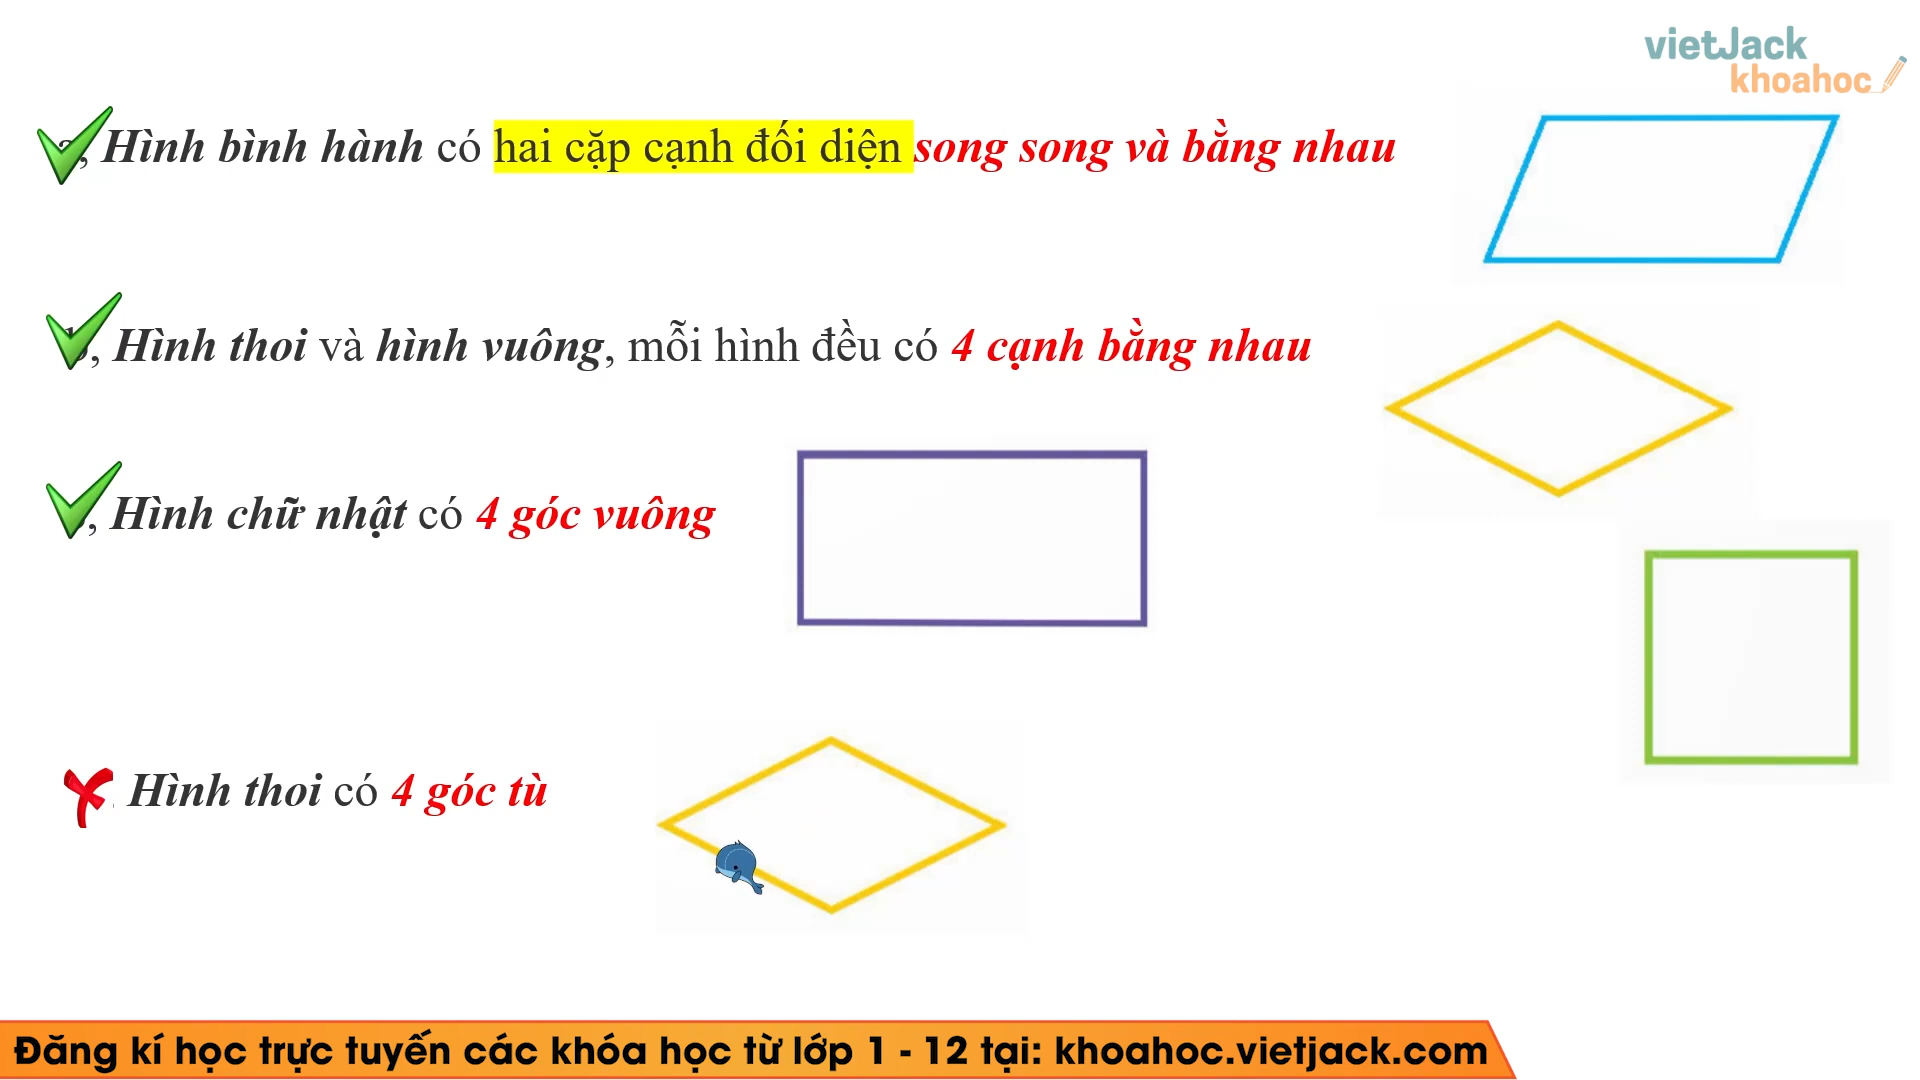 vietJack
khoahoc
a, Hình bình hành có hai cặp cạnh đối diện song song và bằng nhau
, Hình thoi và hình vuông, mỗi hình đều có 4 cạnh bằng nhau
, Hình chữ nhật có 4 góc vuông
Hình thoi có 4 góc tù
Đăng kí học trực tuyến các khóa học từ lớp 1 - 12 tại: khoahoc.vietjack.com